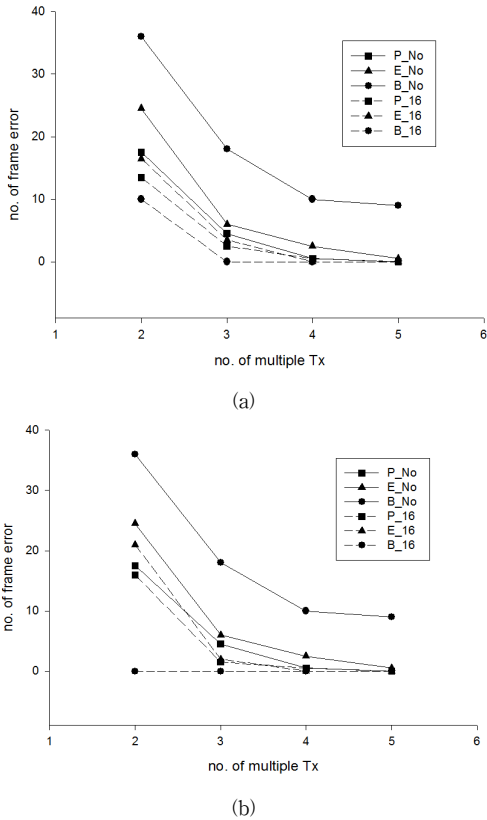 40
30
20
10
0
no. of frame error
P_No
E_No
B_No
P_16
E_16
B_16
1 2 3 4 5 6
no. of multiple Tx
(a)
40
30
20
10
0
no. of frame error
P_No
E_No
B_No
P_16
E_16
B_16
1 2 3 4 5 6
no. of multiple Tx
(b)